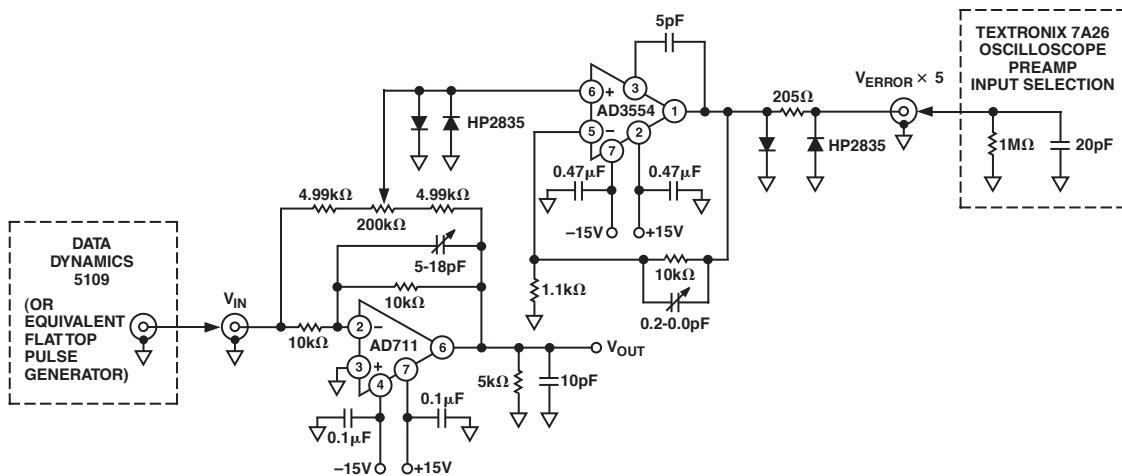 5pF
TEXTRONIX 7A26
OSCILLOSCOPE
PREAMP
INPUT SELECTION
VERROR × 5
205Ω
6
+
3
AD3554
1
5
–
2
7
HP2835
HP2835
1MΩ
20pF
0.47μF
0.47μF
–15V
+15V
4.99kΩ
4.99kΩ
200kΩ
DATA
DYNAMICS
5109
(OR
EQUIVALENT
FLAT TOP
PULSE
GENERATOR)
VIN
5-18pF
10kΩ
10kΩ
1.1kΩ
10kΩ
0.2-0.0pF
2
–
AD711
6
3
+
4
7
VOUT
5kΩ
10pF
0.1μF
0.1μF
–15V
+15V